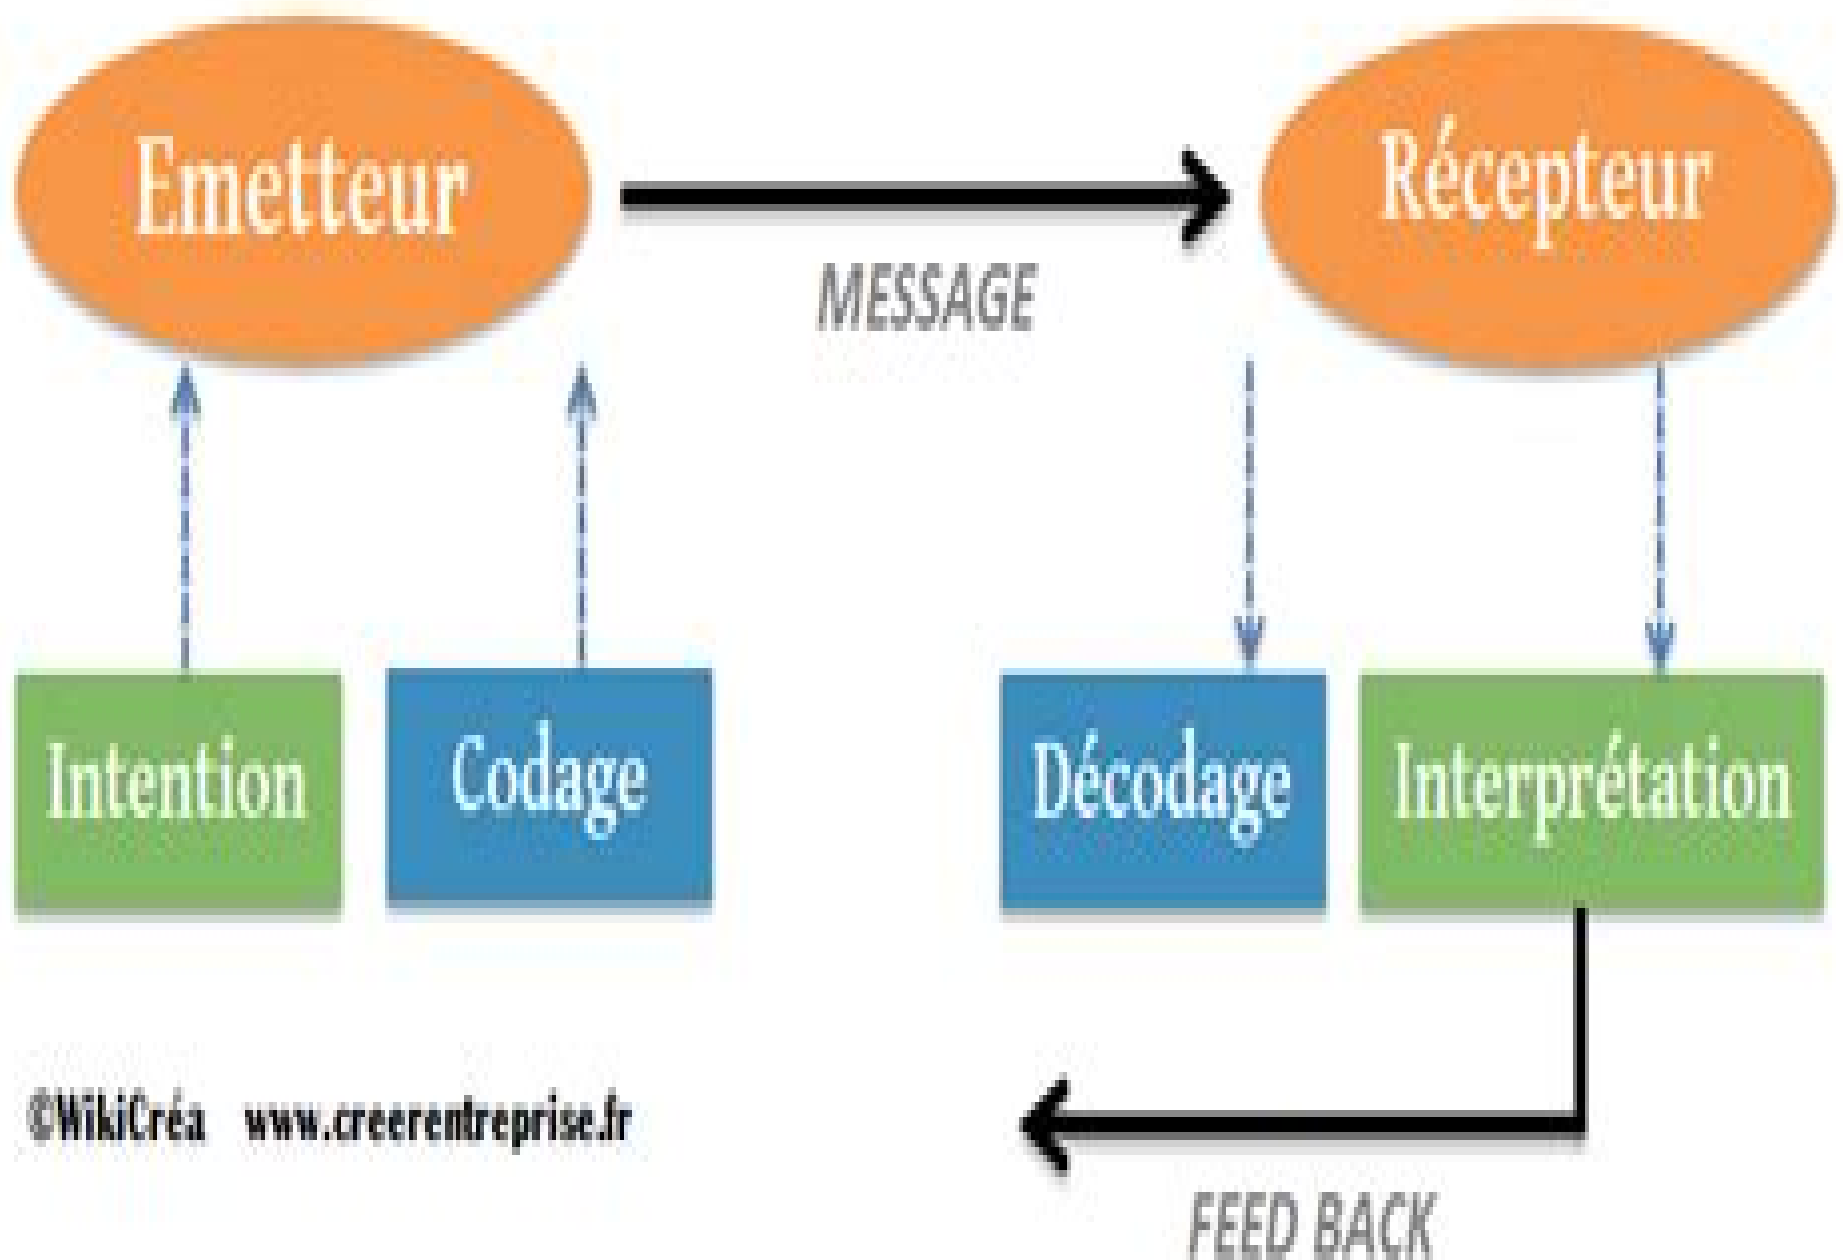 Emetteur
Récepteur
MESSAGE
Intention
Codage
Décodage
Interprétation
©WikiCréa www.creerentreprise.fr
FEED BACK